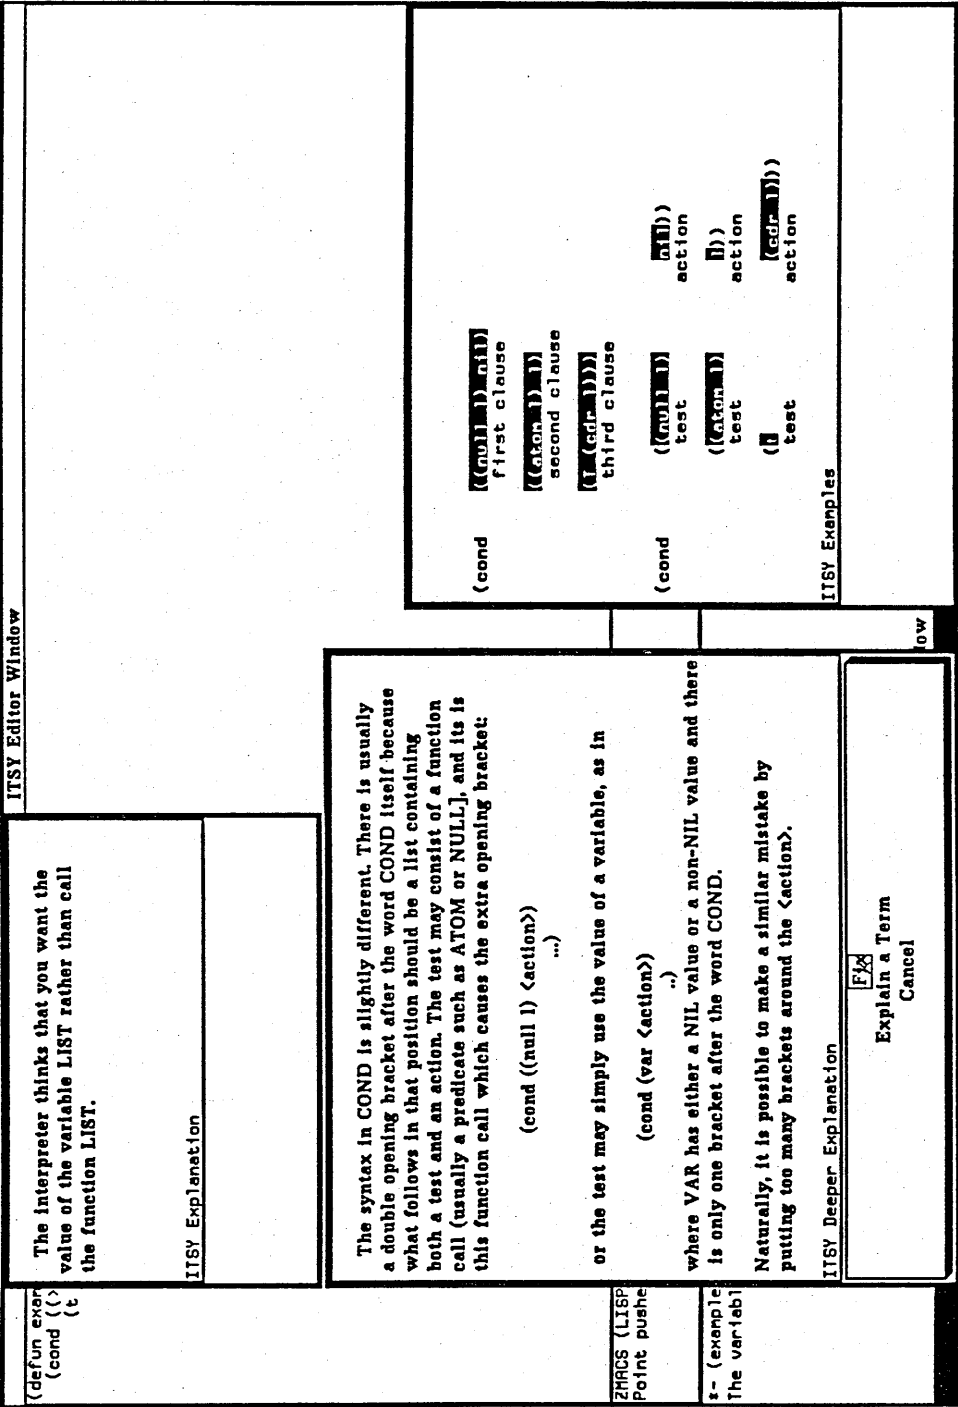 ITSY Editor Window
(defun exam
(cond ((>
(t
The interpreter thinks that you want the
value of the variable LIST rather than call
the function LIST.
ITSY Explanation
The syntax in COND is slightly different. There is usually
a double opening bracket after the word COND itself because
what follows in that position should be a list containing
both a test and an action. The test may consist of a function
call (usually a predicate such as ATOM or NULL], and its is
this function call which causes the extra opening bracket:
(cond ((null l) <action>)
...)
or the test may simply use the value of a variable, as in
(cond (var <action>)
..)
where VAR has either a NIL value or a non-NIL value and there
is only one bracket after the word COND.
Naturally, it is possible to make a similar mistake by
putting too many brackets around the <action>.
ITSY Deeper Explanation
Fix
Explain a Term
Cancel
(cond ((null l) nil)
first clause
((atom l) l)
second clause
(t (cdr l)))
third clause
(cond ((null l) nil))
test action
((atom l) l))
test action
(t (cdr l)))
test action
ITSY Examples
ZMACS (LISP
Point pushe
*- (example
The variabl
low